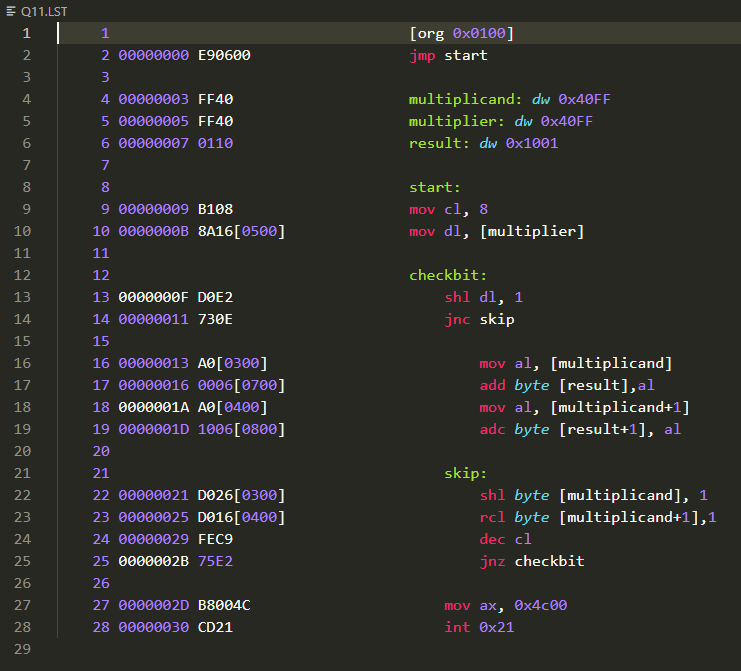 Q11.LST
1 1 [org 0x0100]
2 2 00000000 E90600 jmp start
3 3
4 4 00000003 FF40 multiplicand: dw 0x40FF
5 5 00000005 FF40 multiplier: dw 0x40FF
6 6 00000007 0110 result: dw 0x1001
7 7
8 8 start:
9 9 00000009 B108 mov cl, 8
10 10 0000000B 8A16[0500] mov dl, [multiplier]
11 11
12 12 checkbit:
13 13 0000000F D0E2 shl dl, 1
14 14 00000011 730E jnc skip
15 15
16 16 00000013 A0[0300] mov al, [multiplicand]
17 17 00000016 0006[0700] add byte [result],al
18 18 0000001A A0[0400] mov al, [multiplicand+1]
19 19 0000001D 1006[0800] adc byte [result+1], al
20 20
21 21 skip:
22 22 00000021 D026[0300] shl byte [multiplicand], 1
23 23 00000025 D016[0400] rcl byte [multiplicand+1],1
24 24 00000029 FEC9 dec cl
25 25 0000002B 75E2 jnz checkbit
26 26
27 27 0000002D B8004C mov ax, 0x4c00
28 28 00000030 CD21 int 0x21
29